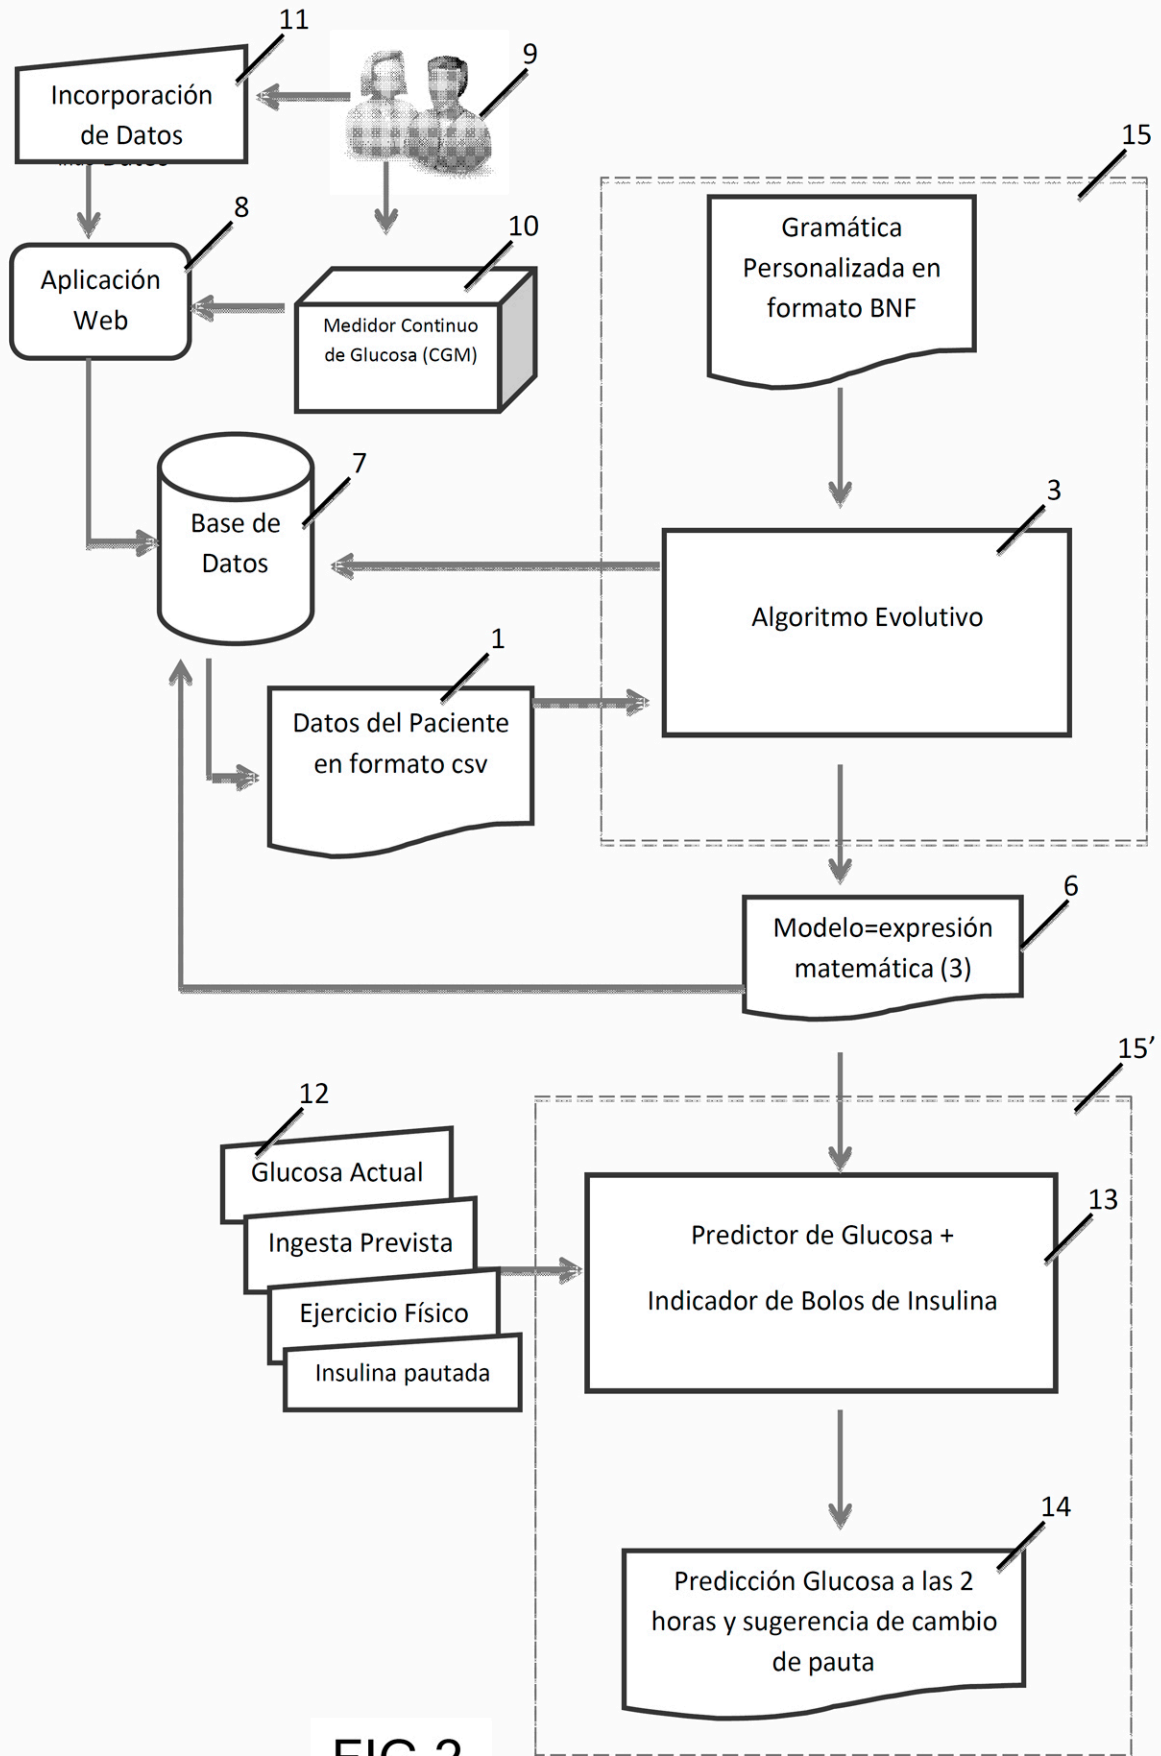 11
9
Incorporación
de Datos
15
8
10
Gramática
Personalizada en
formato BNF
Aplicación
Web
Medidor Continuo
de Glucosa (CGM)
7
3
Base de
Datos
Algoritmo Evolutivo
1
Datos del Paciente
en formato csv
6
Modelo=expresión
matemática (3)
15’
12
Glucosa Actual
Ingesta Prevista
Ejercicio Físico
Insulina pautada
13
Predictor de Glucosa +
Indicador de Bolos de Insulina
14
Predicción Glucosa a las 2
horas y sugerencia de cambio
de pauta
FIG 2